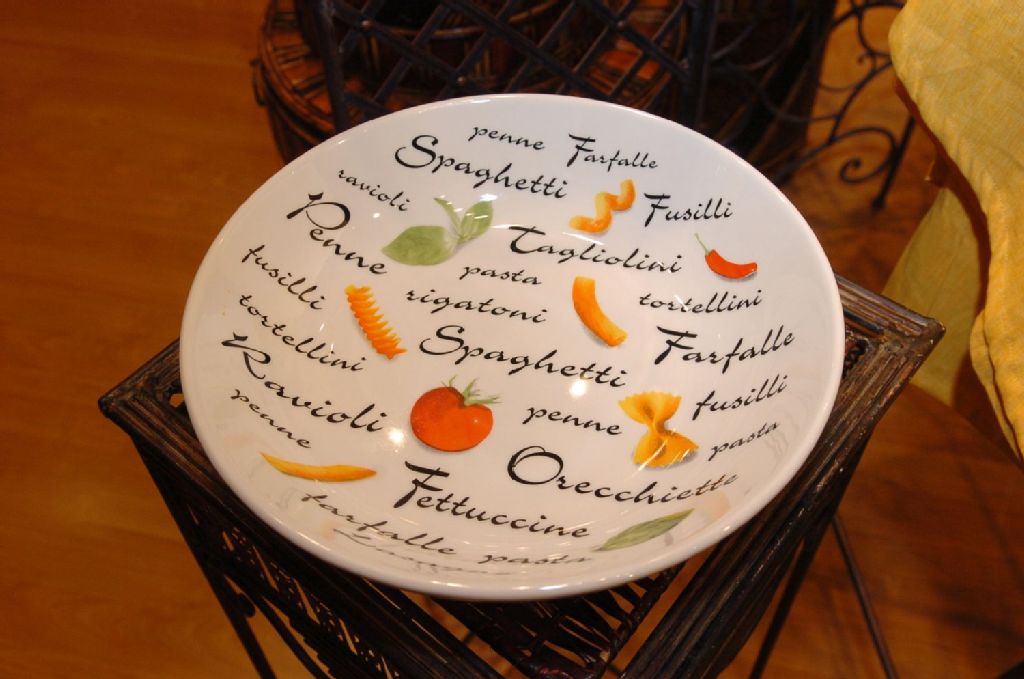 penne Farfalle
Spaghetti
ravioli
Fusilli
Penne
Tagliolini
pasta
fusilli
rigatoni
tortellini
tortellini
Spaghetti
Farfalle
Ravioli
penne
fusilli
penne
pasta
Orecchiette
Fettuccine
farfalle pasta